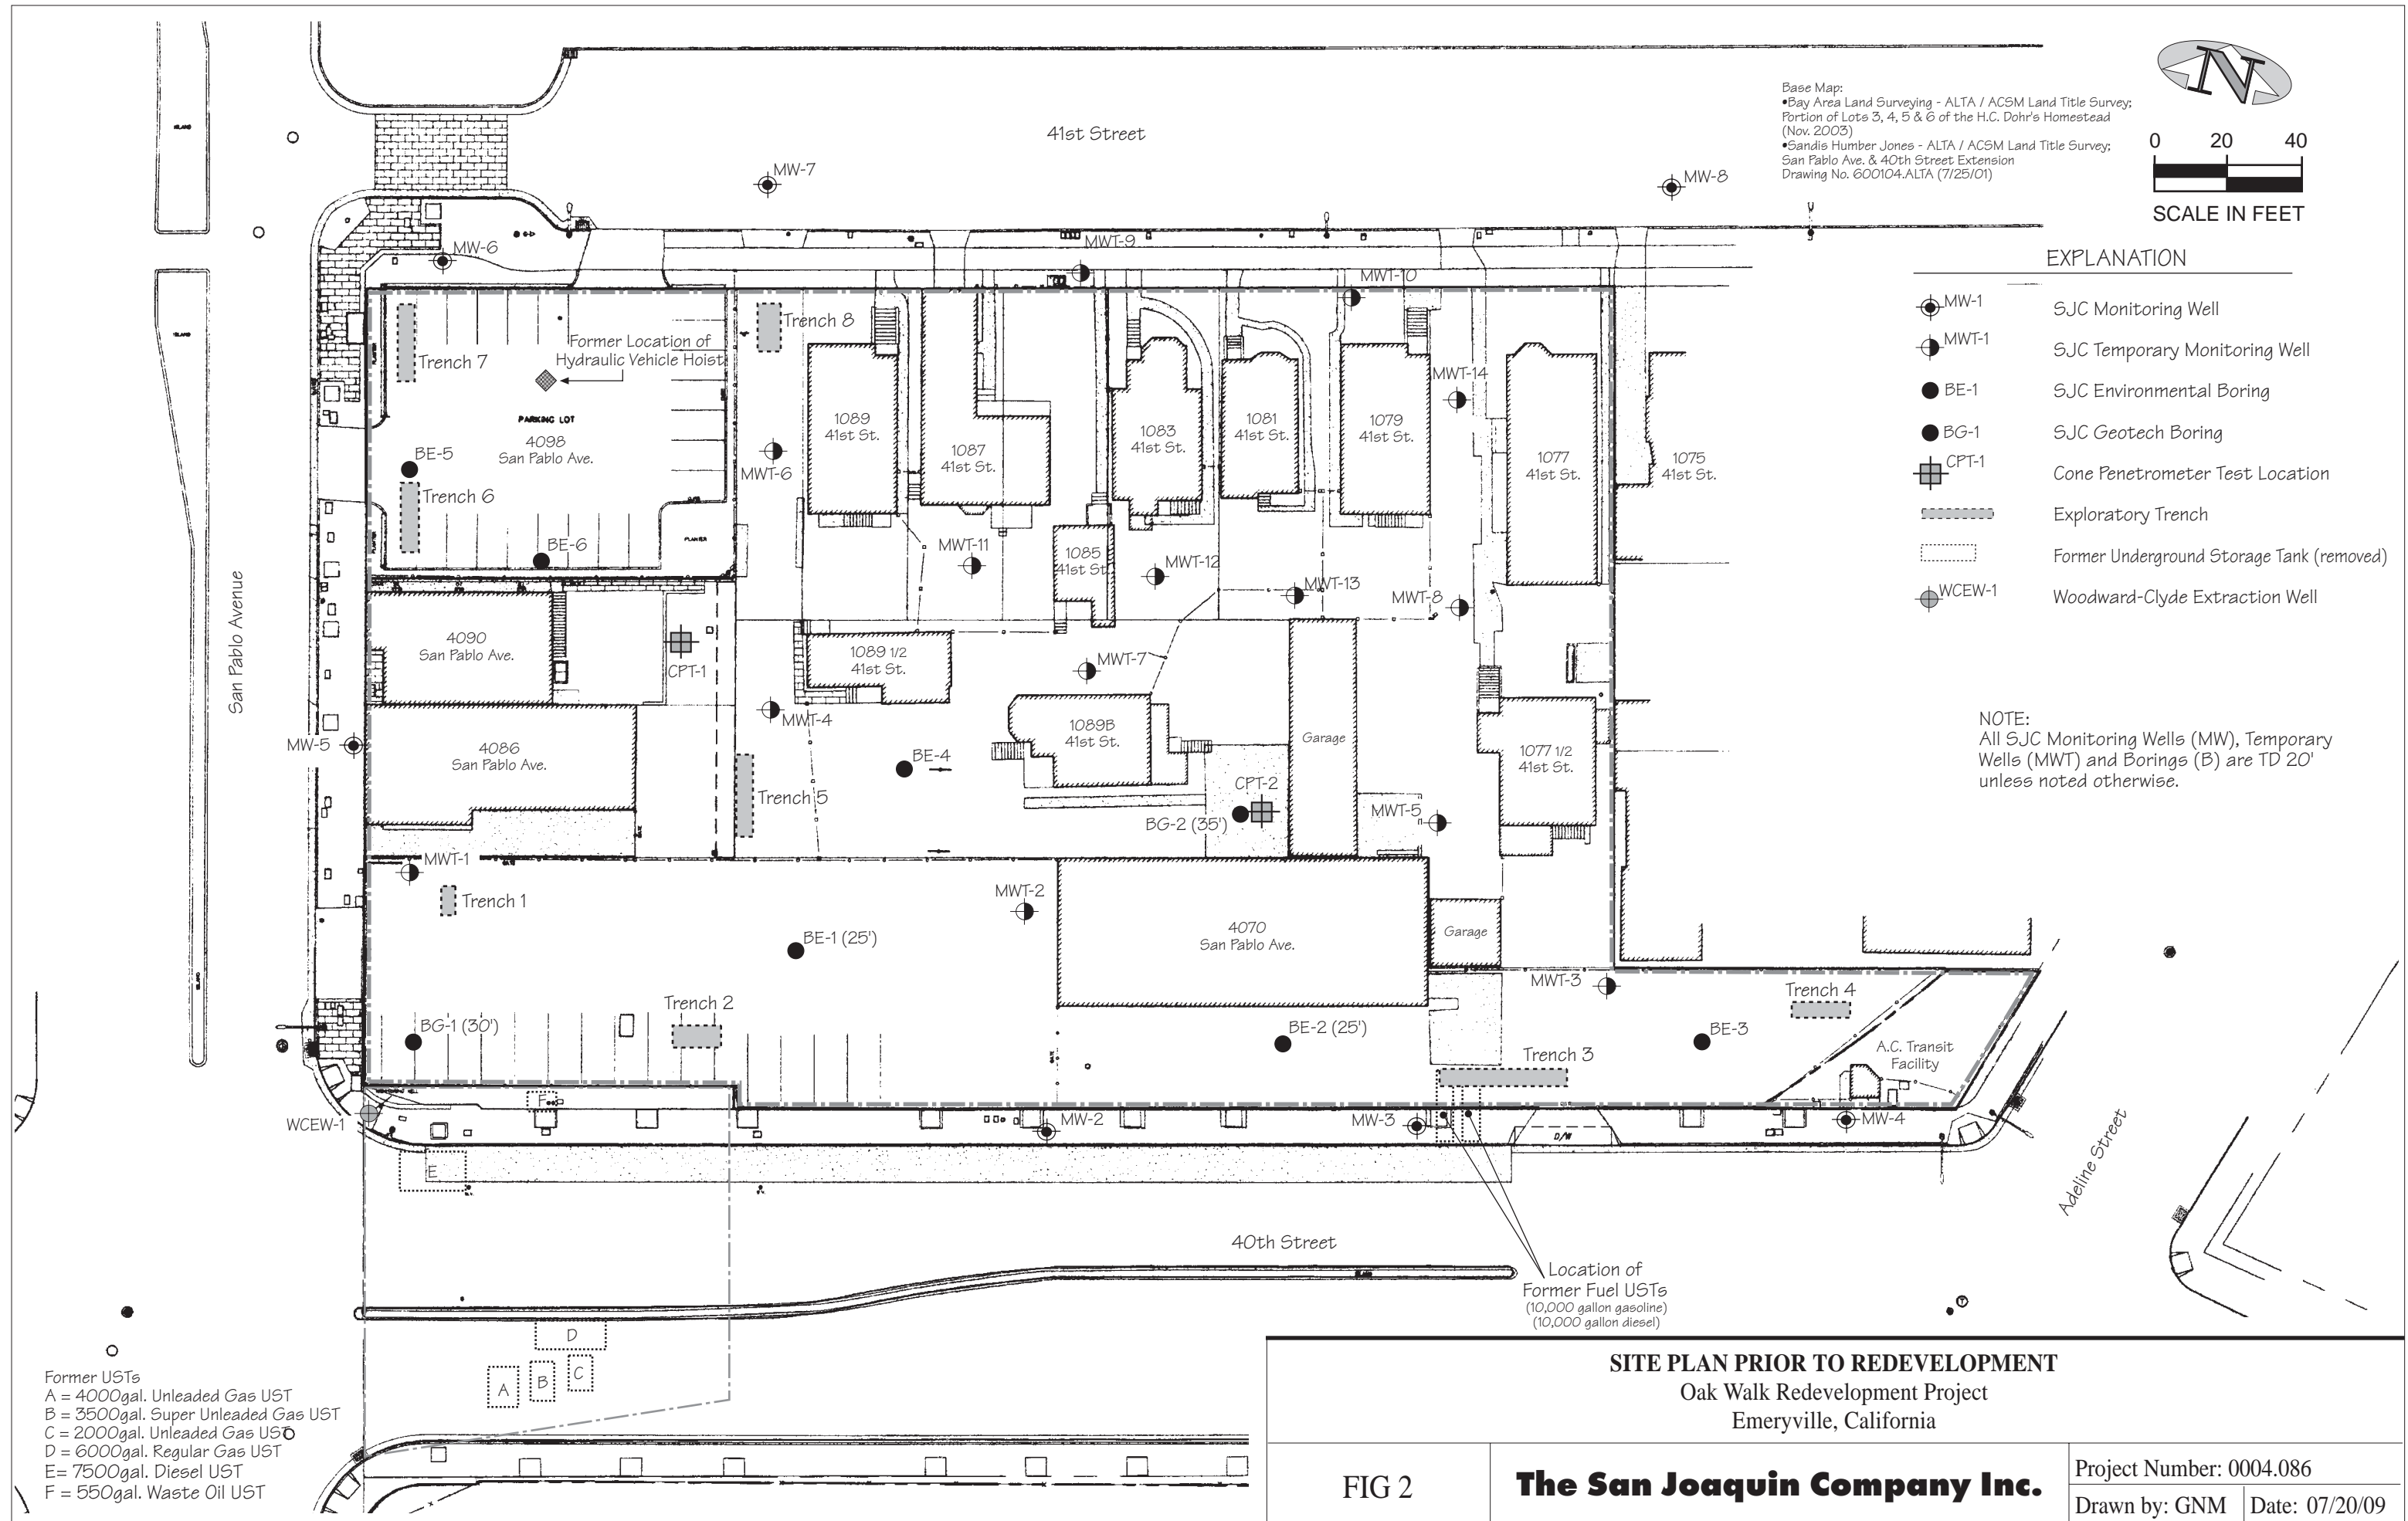 41st Street
Base Map:
•Bay Area Land Surveying - ALTA / ACSM Land Title Survey;
Portion of Lots 3, 4, 5 & 6 of the H.C. Dohr's Homestead
(Nov. 2003)
•Sandis Humber Jones - ALTA / ACSM Land Title Survey;
San Pablo Ave. & 40th Street Extension
Drawing No. 600104.ALTA (7/25/01)
N
0 20 40
SCALE IN FEET
EXPLANATION
MW-1 SJC Monitoring Well
MWT-1 SJC Temporary Monitoring Well
BE-1 SJC Environmental Boring
BG-1 SJC Geotech Boring
CPT-1 Cone Penetrometer Test Location
Exploratory Trench
Former Underground Storage Tank (removed)
WCEW-1 Woodward-Clyde Extraction Well
NOTE:
All SJC Monitoring Wells (MW), Temporary
Wells (MWT) and Borings (B) are TD 20'
unless noted otherwise.
ISLAND
ISLAND
ISLAND
San Pablo Avenue
MW-7
MW-8
MW-6
MWT-9
MWT-10
Trench 7
Trench 8
Former Location of
Hydraulic Vehicle Hoist
PARKING LOT
4098
San Pablo Ave.
PLANTER
PLANTER
PLANTER
BE-5
Trench 6
BE-6
MWT-6
1089
41st St.
1087
41st St.
1083
41st St.
1081
41st St.
1079
41st St.
MWT-14
1077
41st St.
1075
41st St.
MWT-11
1085
41st St
MWT-12
MWT-13
MWT-8
4090
San Pablo Ave.
CPT-1
1089 1/2
41st St.
MWT-7
MWT-4
1089B
41st St.
Garage
1077 1/2
41st St.
MW-5
4086
San Pablo Ave.
BE-4
Trench 5
CPT-2
BG-2 (35')
MWT-5
MWT-1
Trench 1
MWT-2
BE-1 (25')
4070
San Pablo Ave.
Garage
MWT-3
Trench 4
Trench 2
BG-1 (30')
BE-2 (25')
BE-3
Trench 3
A.C. Transit
Facility
WCEW-1
F
MW-2
MW-3
MW-4
D/W
E
Adeline Street
40th Street
ISLAND
Location of
Former Fuel USTs
(10,000 gallon gasoline)
(10,000 gallon diesel)
D
A
B
C
Former USTs
A = 4000gal. Unleaded Gas UST
B = 3500gal. Super Unleaded Gas UST
C = 2000gal. Unleaded Gas UST
D = 6000gal. Regular Gas UST
E= 7500gal. Diesel UST
F = 550gal. Waste Oil UST
SITE PLAN PRIOR TO REDEVELOPMENT
Oak Walk Redevelopment Project
Emeryville, California
FIG 2
The San Joaquin Company Inc.
Project Number: 0004.086
Drawn by: GNM
Date: 07/20/09